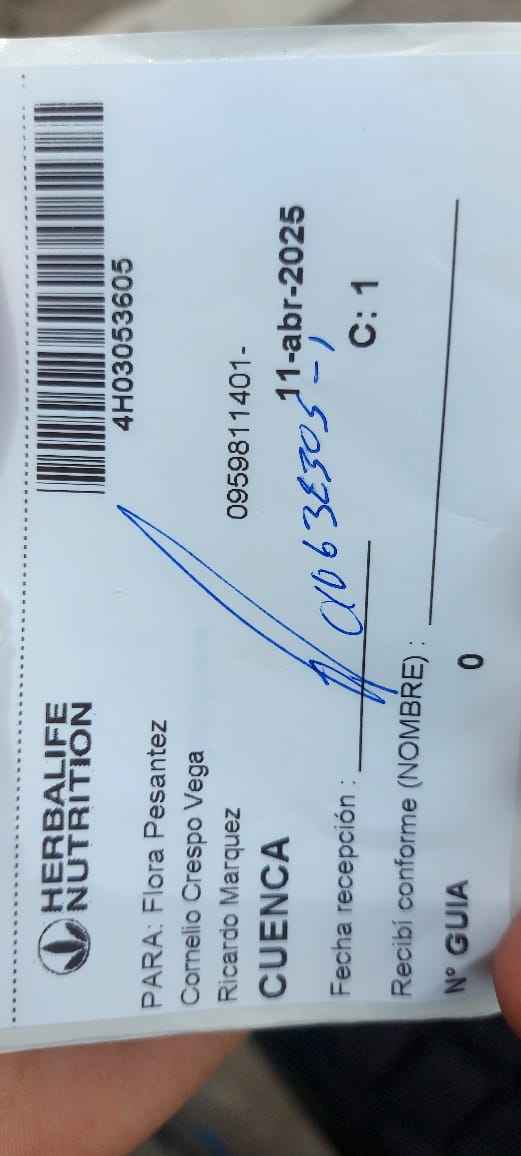 HERBALIFE
NUTRITION
4H03053605
PARA: Flora Pesantez
Cornelio Crespo Vega
Ricardo Marquez
0959811401-
CUENCA
11-abr-2025
Fecha recepción :
C: 1
Recibí conforme (NOMBRE) :
Nº GUIA
0